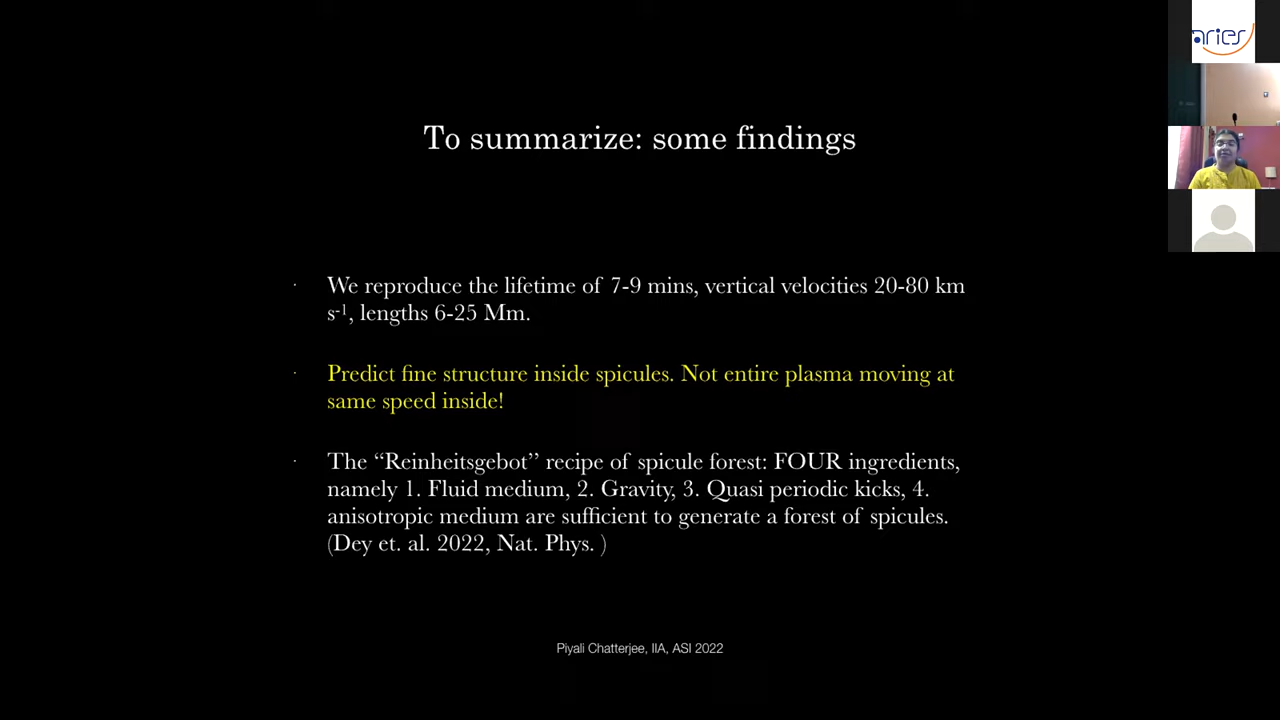 aries
To summarize: some findings
· We reproduce the lifetime of 7-9 mins, vertical velocities 20-80 km
s-1, lengths 6-25 Mm.
· Predict fine structure inside spicules. Not entire plasma moving at
same speed inside!
· The “Reinheitsgebot” recipe of spicule forest: FOUR ingredients,
namely 1. Fluid medium, 2. Gravity, 3. Quasi periodic kicks, 4.
anisotropic medium are sufficient to generate a forest of spicules.
(Dey et. al. 2022, Nat. Phys. )
Piyali Chatterjee, IIA, ASI 2022